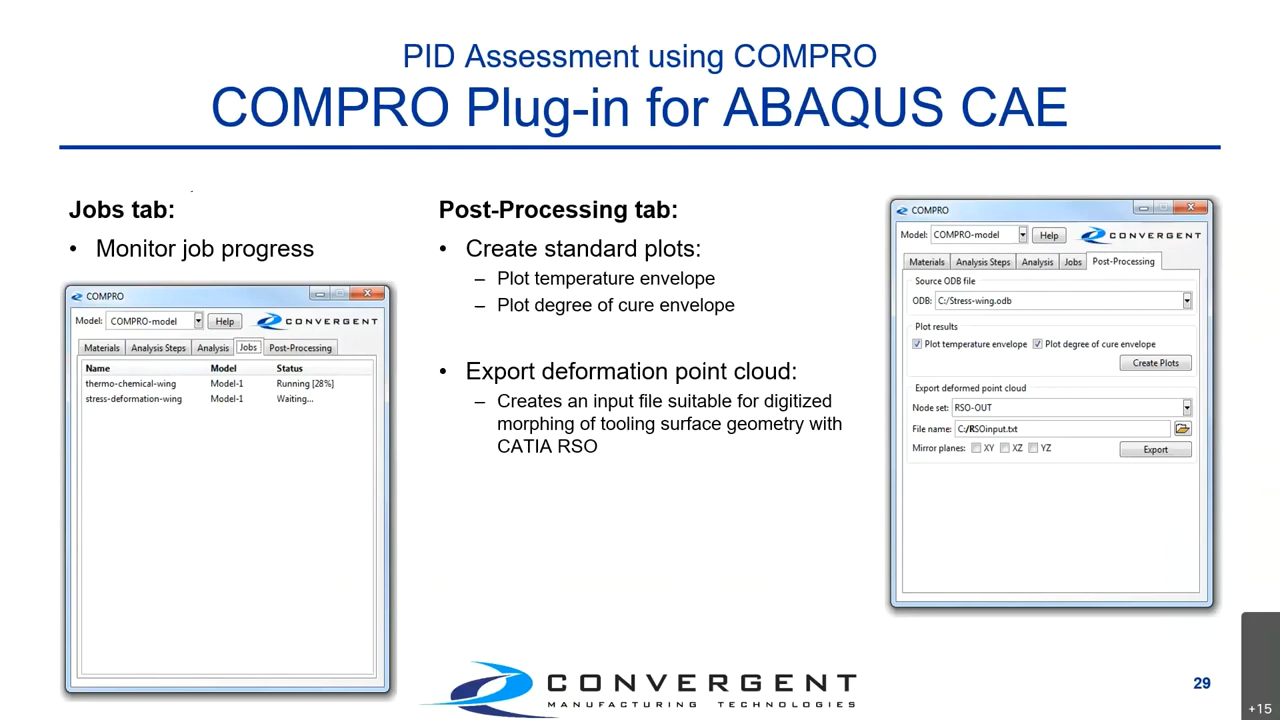 PID Assessment using COMPRO
COMPRO Plug-in for ABAQUS CAE
Jobs tab:
• Monitor job progress
COMPRO
Model: COMPRO-model Help CONVERGENT
Materials Analysis Steps Analysis Jobs Post-Processing
Name Model Status
thermo-chemical-wing Model-1 Running [28%]
stress-deformation-wing Model-1 Waiting...
Post-Processing tab:
• Create standard plots:
– Plot temperature envelope
– Plot degree of cure envelope
• Export deformation point cloud:
– Creates an input file suitable for digitized
morphing of tooling surface geometry with
CATIA RSO
COMPRO
Model: COMPRO-model Help CONVERGENT
Materials Analysis Steps Analysis Jobs Post-Processing
Source ODB file
ODB: C:/Stress-wing.odb
Plot results
Plot temperature envelope Plot degree of cure envelope
Create Plots
Export deformed point cloud
Node set: RSO-OUT
File name: C:/RSOinput.txt
Mirror planes: XY XZ YZ Export
CONVERGENT
MANUFACTURING TECHNOLOGIES
29
+15